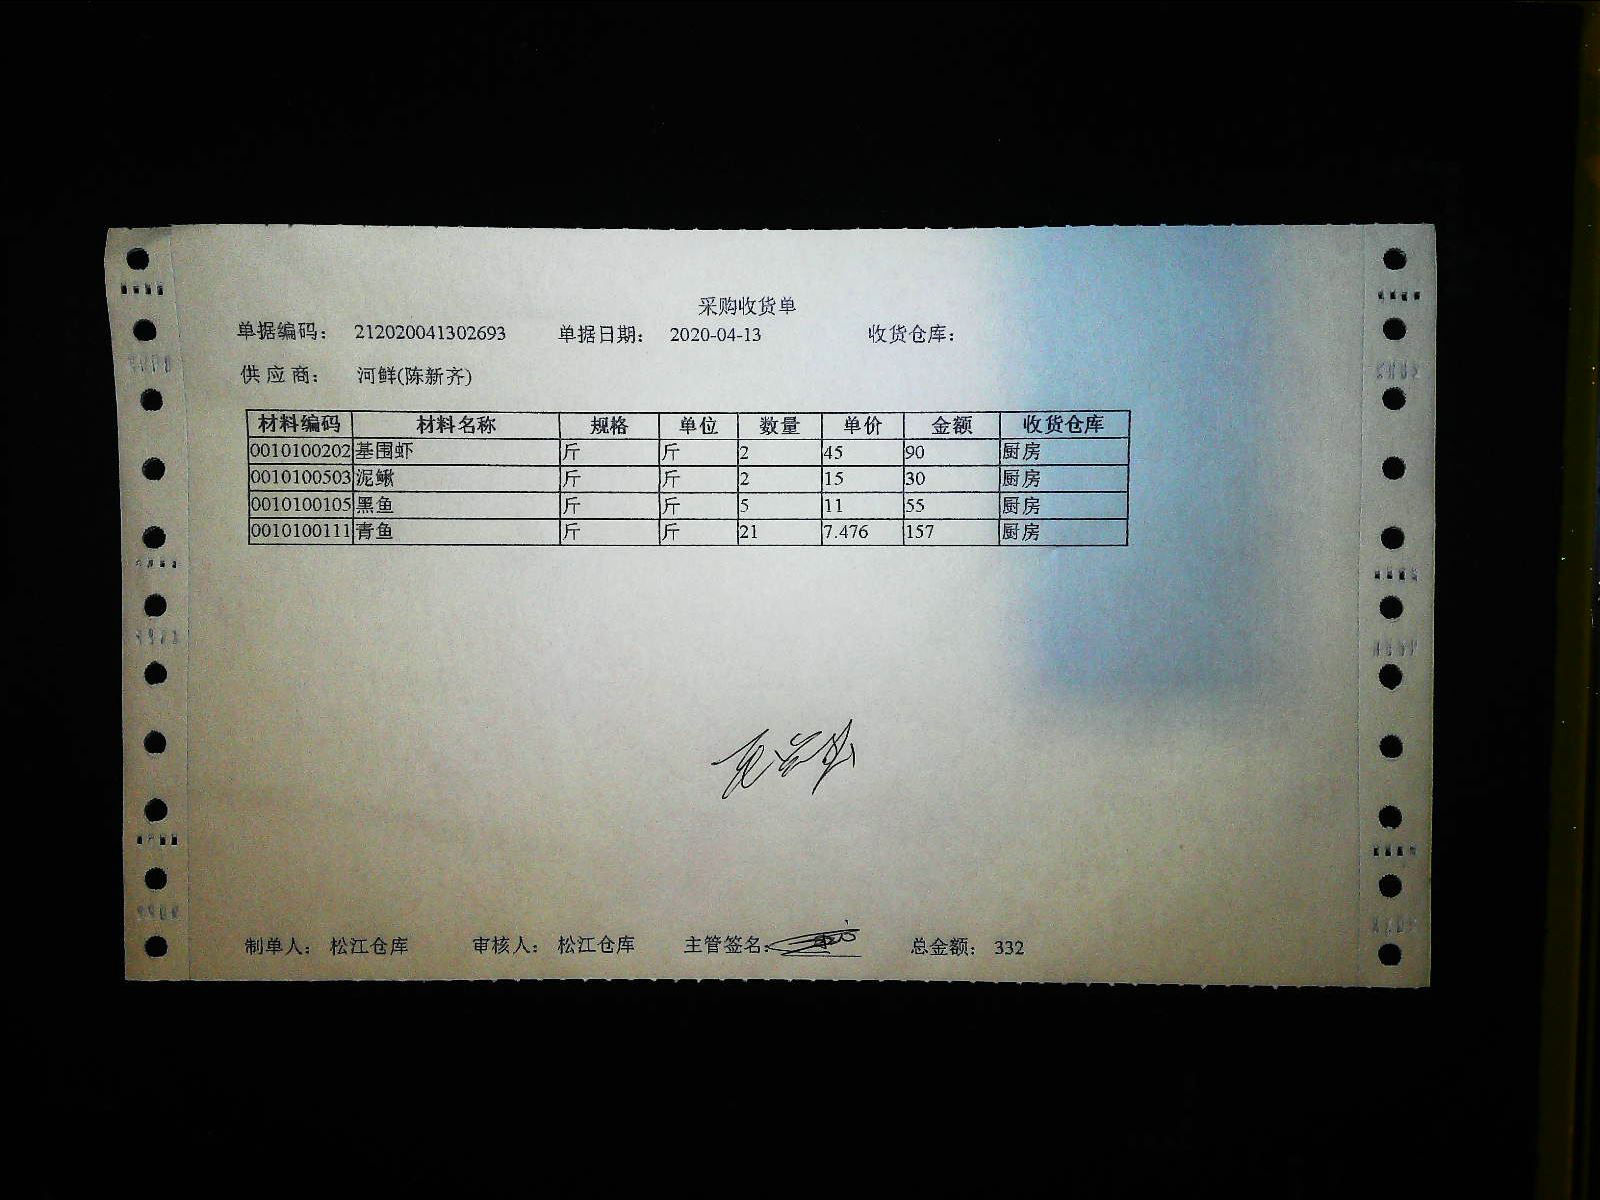 采购收货单
单据编码： 212020041302693 单据日期： 2020-04-13 收货仓库：
供 应 商： 河鲜(陈新齐)
材料编码 材料名称 规格 单位 数量 单价 金额 收货仓库
0010100202 基围虾 斤 斤 2 45 90 厨房
0010100503 泥鳅 斤 斤 2 15 30 厨房
0010100105 黑鱼 斤 斤 5 11 55 厨房
0010100111 青鱼 斤 斤 21 7.476 157 厨房
制单人： 松江仓库 审核人： 松江仓库 主管签名： 总金额： 332